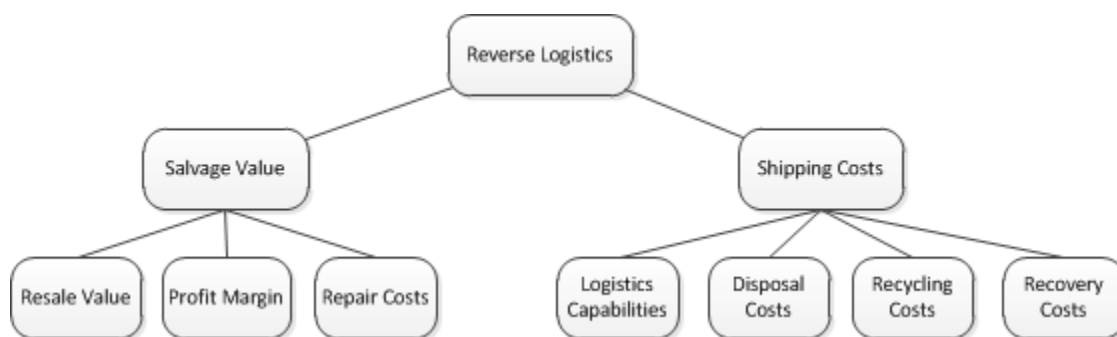 Reverse Logistics
Salvage Value
Shipping Costs
Resale Value
Profit Margin
Repair Costs
Logistics
Capabilities
Disposal
Costs
Recycling
Costs
Recovery
Costs